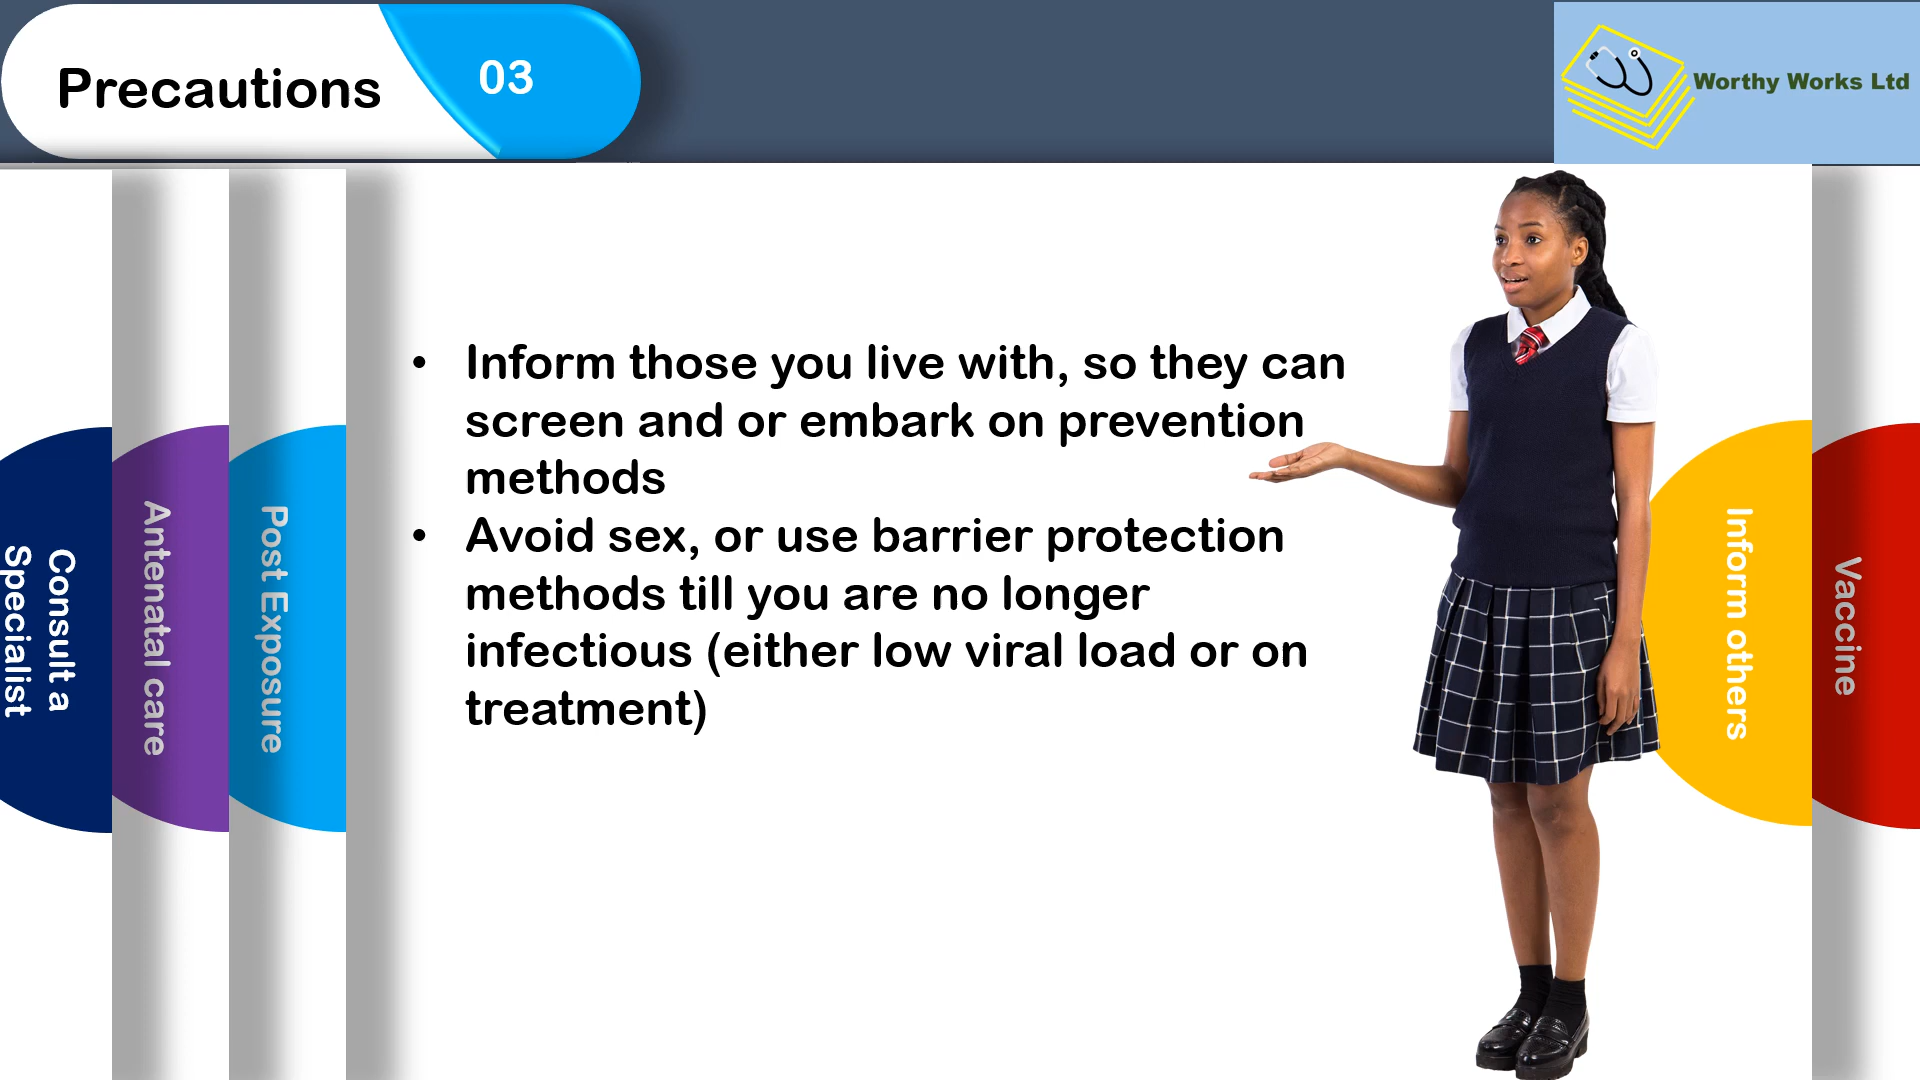 Precautions
03
Worthy Works Ltd
Consult a
Specialist
Antenatal care
Post Exposure
• Inform those you live with, so they can
screen and or embark on prevention
methods
• Avoid sex, or use barrier protection
methods till you are no longer
infectious (either low viral load or on
treatment)
Inform others
Vaccine